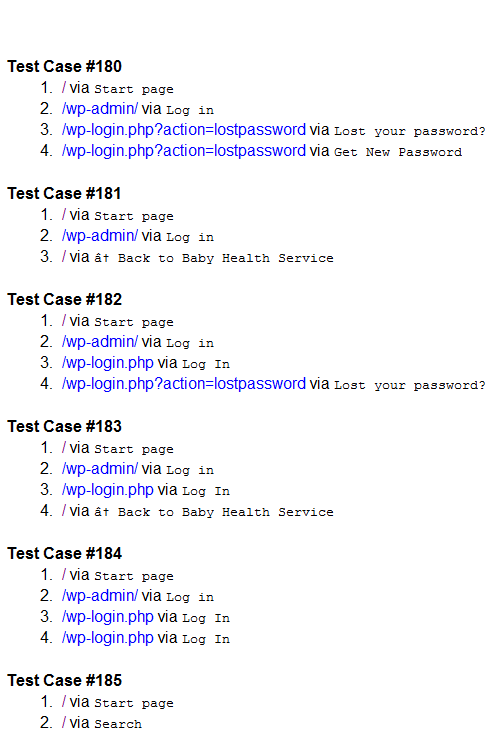 Test Case #180
1. / via Start page
2. /wp-admin/ via Log in
3. /wp-login.php?action=lostpassword via Lost your password?
4. /wp-login.php?action=lostpassword via Get New Password
Test Case #181
1. / via Start page
2. /wp-admin/ via Log in
3. / via â† Back to Baby Health Service
Test Case #182
1. / via Start page
2. /wp-admin/ via Log in
3. /wp-login.php via Log In
4. /wp-login.php?action=lostpassword via Lost your password?
Test Case #183
1. / via Start page
2. /wp-admin/ via Log in
3. /wp-login.php via Log In
4. / via â† Back to Baby Health Service
Test Case #184
1. / via Start page
2. /wp-admin/ via Log in
3. /wp-login.php via Log In
4. /wp-login.php via Log In
Test Case #185
1. / via Start page
2. / via Search